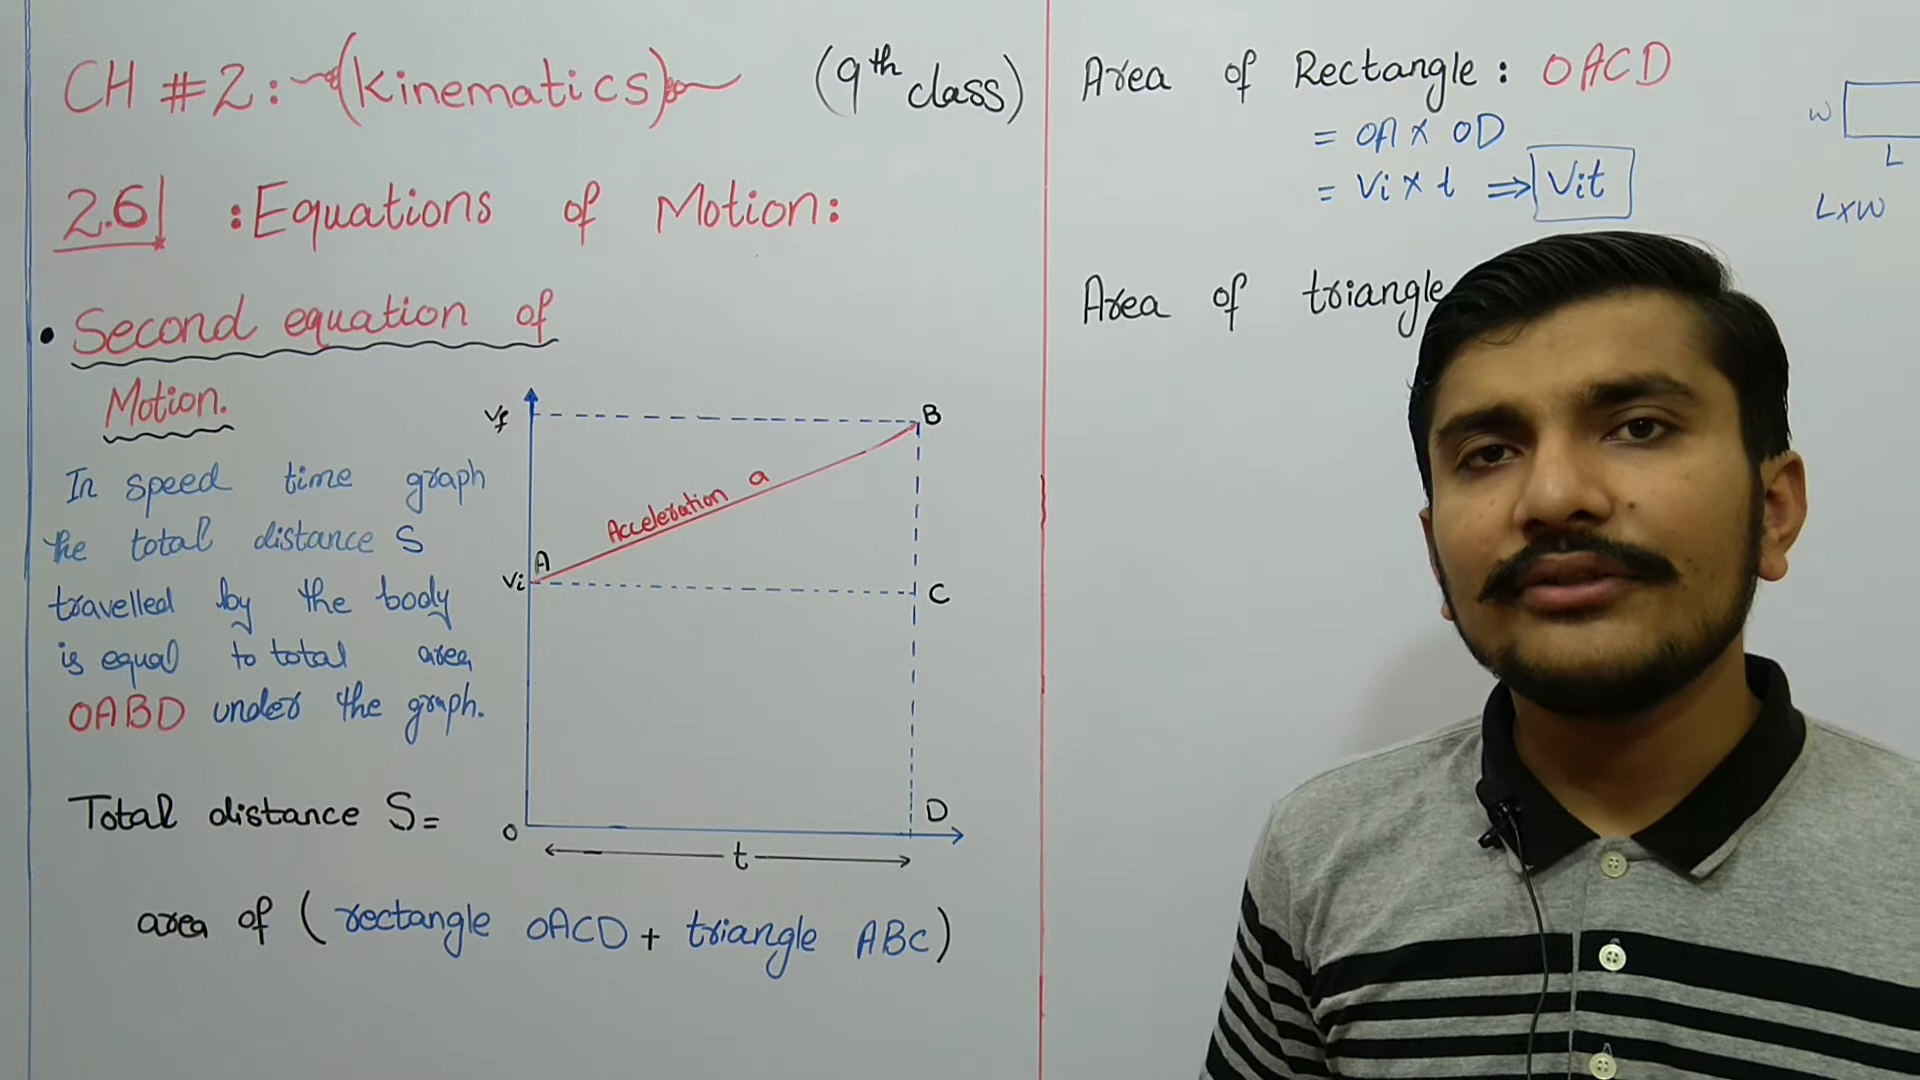 CH #2: (Kinematics) (9th class)
2.6 :Equations of Motion:
• Second equation of
Motion.
In speed time graph
the total distance S
travelled by the body
is equal to total area
OABD under the graph.
Total distance S=
area of (rectangle OACD + triangle ABC)
Vf
B
Acceleration a
A
Vi
C
D
O
t
Area of Rectangle: OACD
= OA × OD
= Vi × t ⇒ Vit
Area of triangle
W
L
L×W